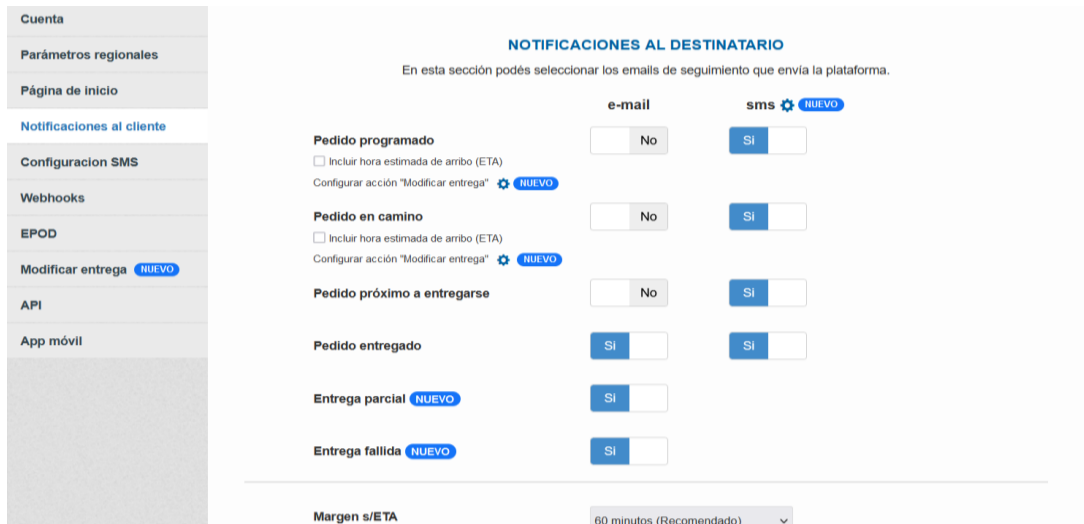 Cuenta
Parámetros regionales
Página de inicio
Notificaciones al cliente
Configuracion SMS
Webhooks
EPOD
Modificar entrega NUEVO
API
App móvil
NOTIFICACIONES AL DESTINATARIO
En esta sección podés seleccionar los emails de seguimiento que envía la plataforma.
e-mail sms NUEVO
Pedido programado No Si
Incluir hora estimada de arribo (ETA)
Configurar acción "Modificar entrega" NUEVO
Pedido en camino No Si
Incluir hora estimada de arribo (ETA)
Configurar acción "Modificar entrega" NUEVO
Pedido próximo a entregarse No Si
Pedido entregado Si Si
Entrega parcial NUEVO Si
Entrega fallida NUEVO Si
Margen s/ETA 60 minutos (Recomendado)